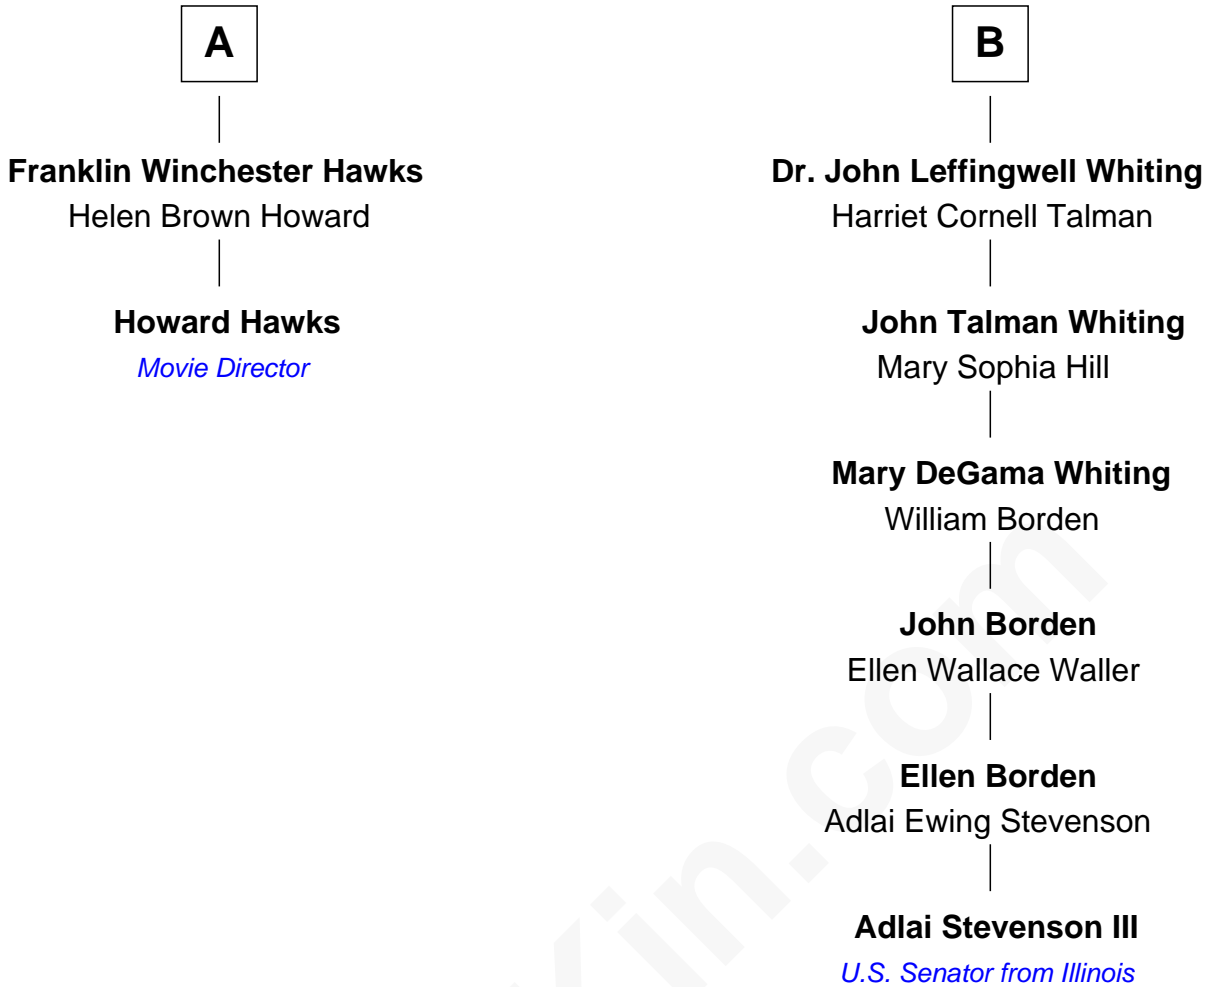 A
Franklin Winchester Hawks
Helen Brown Howard
Howard Hawks
Movie Director
B
Dr. John Leffingwell Whiting
Harriet Cornell Talman
John Talman Whiting
Mary Sophia Hill
Mary DeGama Whiting
William Borden
John Borden
Ellen Wallace Waller
Ellen Borden
Adlai Ewing Stevenson
Adlai Stevenson III
U.S. Senator from Illinois
Kin.com